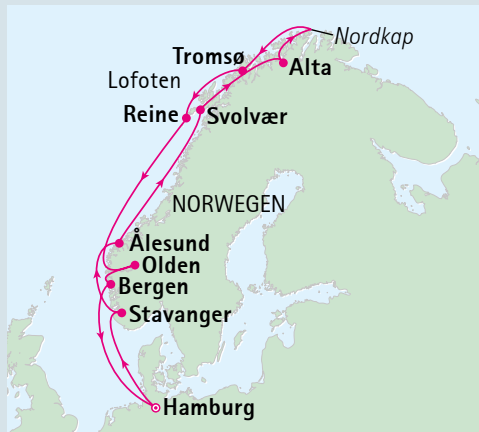 Nordkap
Tromsø
Alta
Lofoten
Reine
Svolvær
NORWEGEN
Ålesund
Olden
Bergen
Stavanger
Hamburg